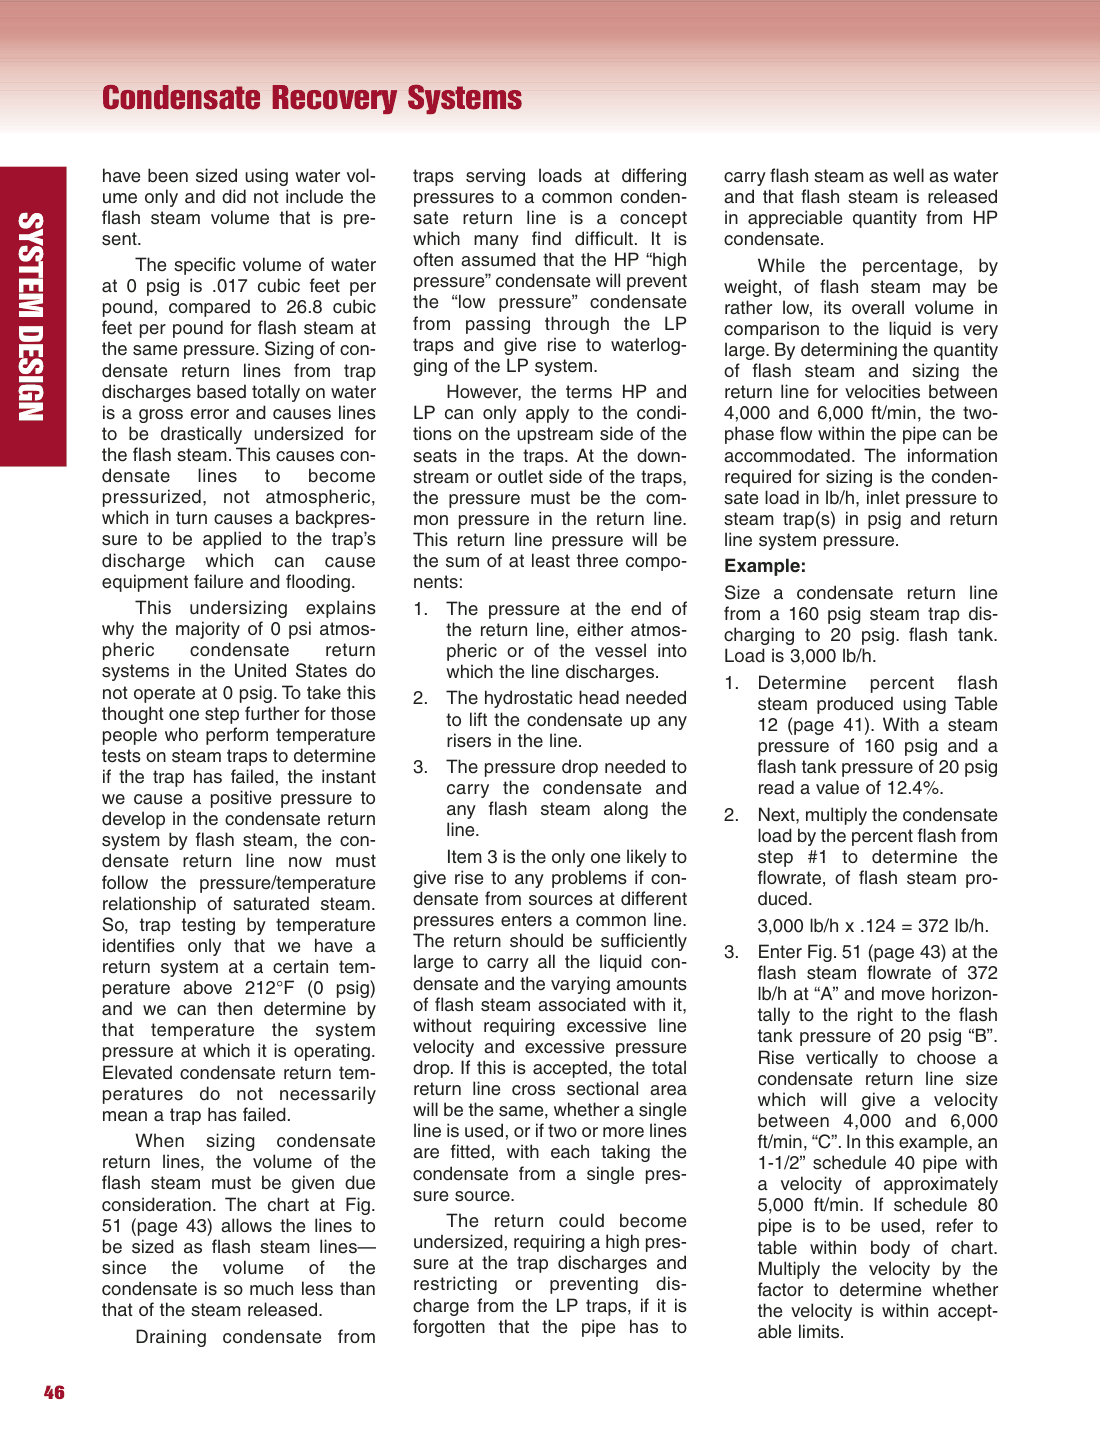 Condensate Recovery Systems
SYSTEM DESIGN
have been sized using water vol-
ume only and did not include the
flash steam volume that is pre-
sent.
The specific volume of water
at 0 psig is .017 cubic feet per
pound, compared to 26.8 cubic
feet per pound for flash steam at
the same pressure. Sizing of con-
densate return lines from trap
discharges based totally on water
is a gross error and causes lines
to be drastically undersized for
the flash steam. This causes con-
densate lines to become
pressurized, not atmospheric,
which in turn causes a backpres-
sure to be applied to the trap's
discharge which can cause
equipment failure and flooding.
This undersizing explains
why the majority of 0 psi atmos-
pheric condensate return
systems in the United States do
not operate at 0 psig. To take this
thought one step further for those
people who perform temperature
tests on steam traps to determine
if the trap has failed, the instant
we cause a positive pressure to
develop in the condensate return
system by flash steam, the con-
densate return line now must
follow the pressure/temperature
relationship of saturated steam.
So, trap testing by temperature
identifies only that we have a
return system at a certain tem-
perature above 212°F (0 psig)
and we can then determine by
that temperature the system
pressure at which it is operating.
Elevated condensate return tem-
peratures do not necessarily
mean a trap has failed.
When sizing condensate
return lines, the volume of the
flash steam must be given due
consideration. The chart at Fig.
51 (page 43) allows the lines to
be sized as flash steam lines—
since the volume of the
condensate is so much less than
that of the steam released.
Draining condensate from
traps serving loads at differing
pressures to a common conden-
sate return line is a concept
which many find difficult. It is
often assumed that the HP “high
pressure” condensate will prevent
the “low pressure” condensate
from passing through the LP
traps and give rise to waterlog-
ging of the LP system.
However, the terms HP and
LP can only apply to the condi-
tions on the upstream side of the
seats in the traps. At the down-
stream or outlet side of the traps,
the pressure must be the com-
mon pressure in the return line.
This return line pressure will be
the sum of at least three compo-
nents:
1. The pressure at the end of
the return line, either atmos-
pheric or of the vessel into
which the line discharges.
2. The hydrostatic head needed
to lift the condensate up any
risers in the line.
3. The pressure drop needed to
carry the condensate and
any flash steam along the
line.
Item 3 is the only one likely to
give rise to any problems if con-
densate from sources at different
pressures enters a common line.
The return should be sufficiently
large to carry all the liquid con-
densate and the varying amounts
of flash steam associated with it,
without requiring excessive line
velocity and excessive pressure
drop. If this is accepted, the total
return line cross sectional area
will be the same, whether a single
line is used, or if two or more lines
are fitted, with each taking the
condensate from a single pres-
sure source.
The return could become
undersized, requiring a high pres-
sure at the trap discharges and
restricting or preventing dis-
charge from the LP traps, if it is
forgotten that the pipe has to
carry flash steam as well as water
and that flash steam is released
in appreciable quantity from HP
condensate.
While the percentage, by
weight, of flash steam may be
rather low, its overall volume in
comparison to the liquid is very
large. By determining the quantity
of flash steam and sizing the
return line for velocities between
4,000 and 6,000 ft/min, the two-
phase flow within the pipe can be
accommodated. The information
required for sizing is the conden-
sate load in lb/h, inlet pressure to
steam trap(s) in psig and return
line system pressure.
Example:
Size a condensate return line
from a 160 psig steam trap dis-
charging to 20 psig. flash tank.
Load is 3,000 lb/h.
1. Determine percent flash
steam produced using Table
12 (page 41). With a steam
pressure of 160 psig and a
flash tank pressure of 20 psig
read a value of 12.4%.
2. Next, multiply the condensate
load by the percent flash from
step #1 to determine the
flowrate, of flash steam pro-
duced.
3,000 lb/h x .124 = 372 lb/h.
3. Enter Fig. 51 (page 43) at the
flash steam flowrate of 372
lb/h at “A” and move horizon-
tally to the right to the flash
tank pressure of 20 psig “B”.
Rise vertically to choose a
condensate return line size
which will give a velocity
between 4,000 and 6,000
ft/min, “C”. In this example, an
1-1/2” schedule 40 pipe with
a velocity of approximately
5,000 ft/min. If schedule 80
pipe is to be used, refer to
table within body of chart.
Multiply the velocity by the
factor to determine whether
the velocity is within accept-
able limits.
46